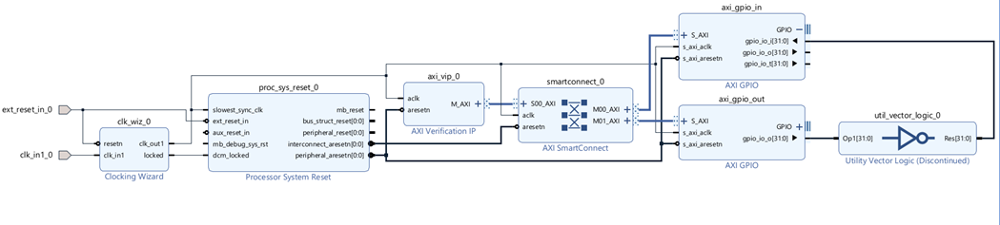 axi_gpio_in
S_AXI
s_axi_aclk
s_axi_aresetn
GPIO
gpio_io_i[31:0]
gpio_io_o[31:0]
gpio_io_t[31:0]
AXI GPIO
ext_reset_in_0
clk_in1_0
clk_wiz_0
resetn
clk_in1
clk_out1
locked
Clocking Wizard
proc_sys_reset_0
slowest_sync_clk
ext_reset_in
aux_reset_in
mb_debug_sys_rst
dcm_locked
mb_reset
bus_struct_reset[0:0]
peripheral_reset[0:0]
interconnect_aresetn[0:0]
peripheral_aresetn[0:0]
Processor System Reset
axi_vip_0
aclk
aresetn
M_AXI
AXI Verification IP
smartconnect_0
S00_AXI
aclk
aresetn
M00_AXI
M01_AXI
AXI SmartConnect
axi_gpio_out
S_AXI
s_axi_aclk
s_axi_aresetn
GPIO
gpio_io_o[31:0]
AXI GPIO
util_vector_logic_0
Op1[31:0]
Res[31:0]
Utility Vector Logic (Discontinued)